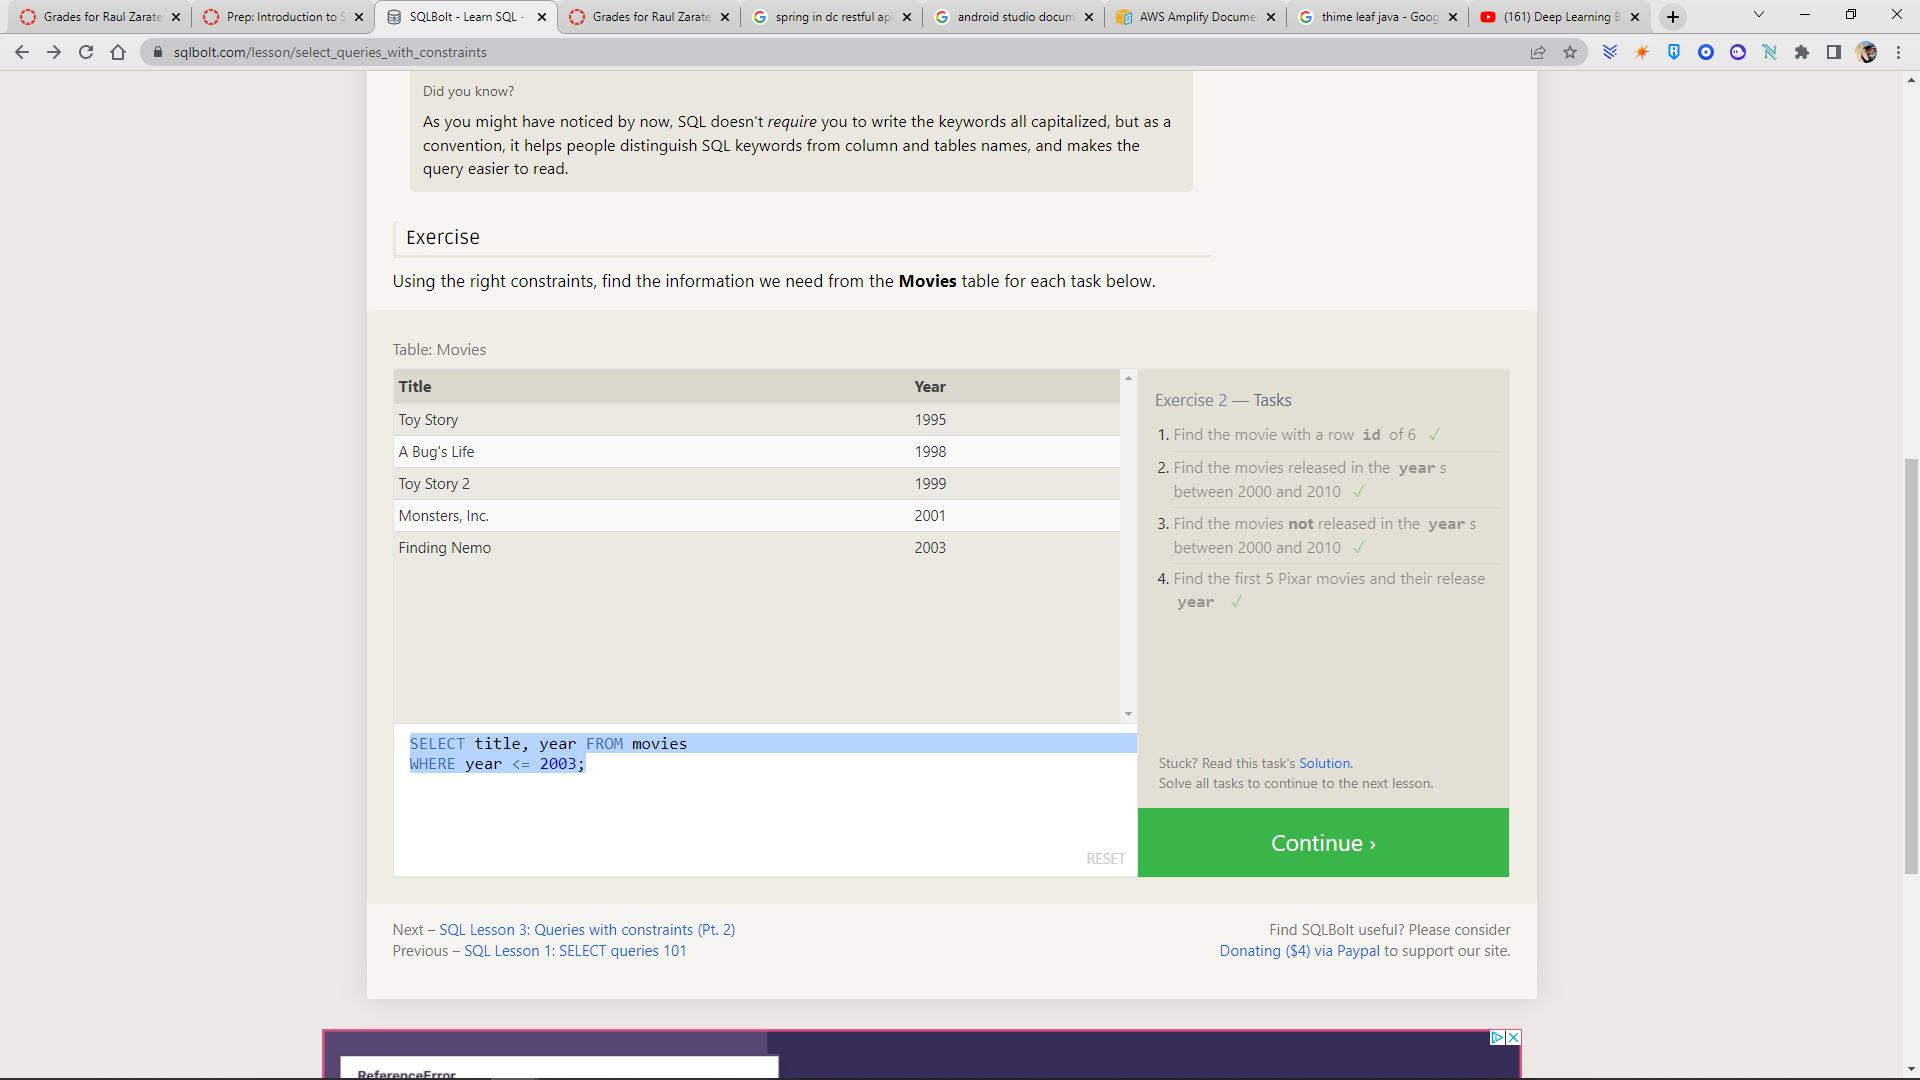 Grades for Raul Zarate
Prep: Introduction to S
SQLBolt - Learn SQL -
Grades for Raul Zarate
spring in dc restful api
android studio docum
AWS Amplify Docume
thime leaf java - Goog
(161) Deep Learning B
sqlbolt.com/lesson/select_queries_with_constraints
Did you know?
As you might have noticed by now, SQL doesn't require you to write the keywords all capitalized, but as a
convention, it helps people distinguish SQL keywords from column and tables names, and makes the
query easier to read.
Exercise
Using the right constraints, find the information we need from the Movies table for each task below.
Table: Movies
Title Year
Toy Story 1995
A Bug's Life 1998
Toy Story 2 1999
Monsters, Inc. 2001
Finding Nemo 2003
SELECT title, year FROM movies
WHERE year <= 2003;
RESET
Exercise 2 — Tasks
1. Find the movie with a row id of 6 ✓
2. Find the movies released in the year s
between 2000 and 2010 ✓
3. Find the movies not released in the year s
between 2000 and 2010 ✓
4. Find the first 5 Pixar movies and their release
year ✓
Stuck? Read this task's Solution.
Solve all tasks to continue to the next lesson.
Continue ›
Next – SQL Lesson 3: Queries with constraints (Pt. 2)
Previous – SQL Lesson 1: SELECT queries 101
Find SQLBolt useful? Please consider
Donating ($4) via Paypal to support our site.
ReferenceError